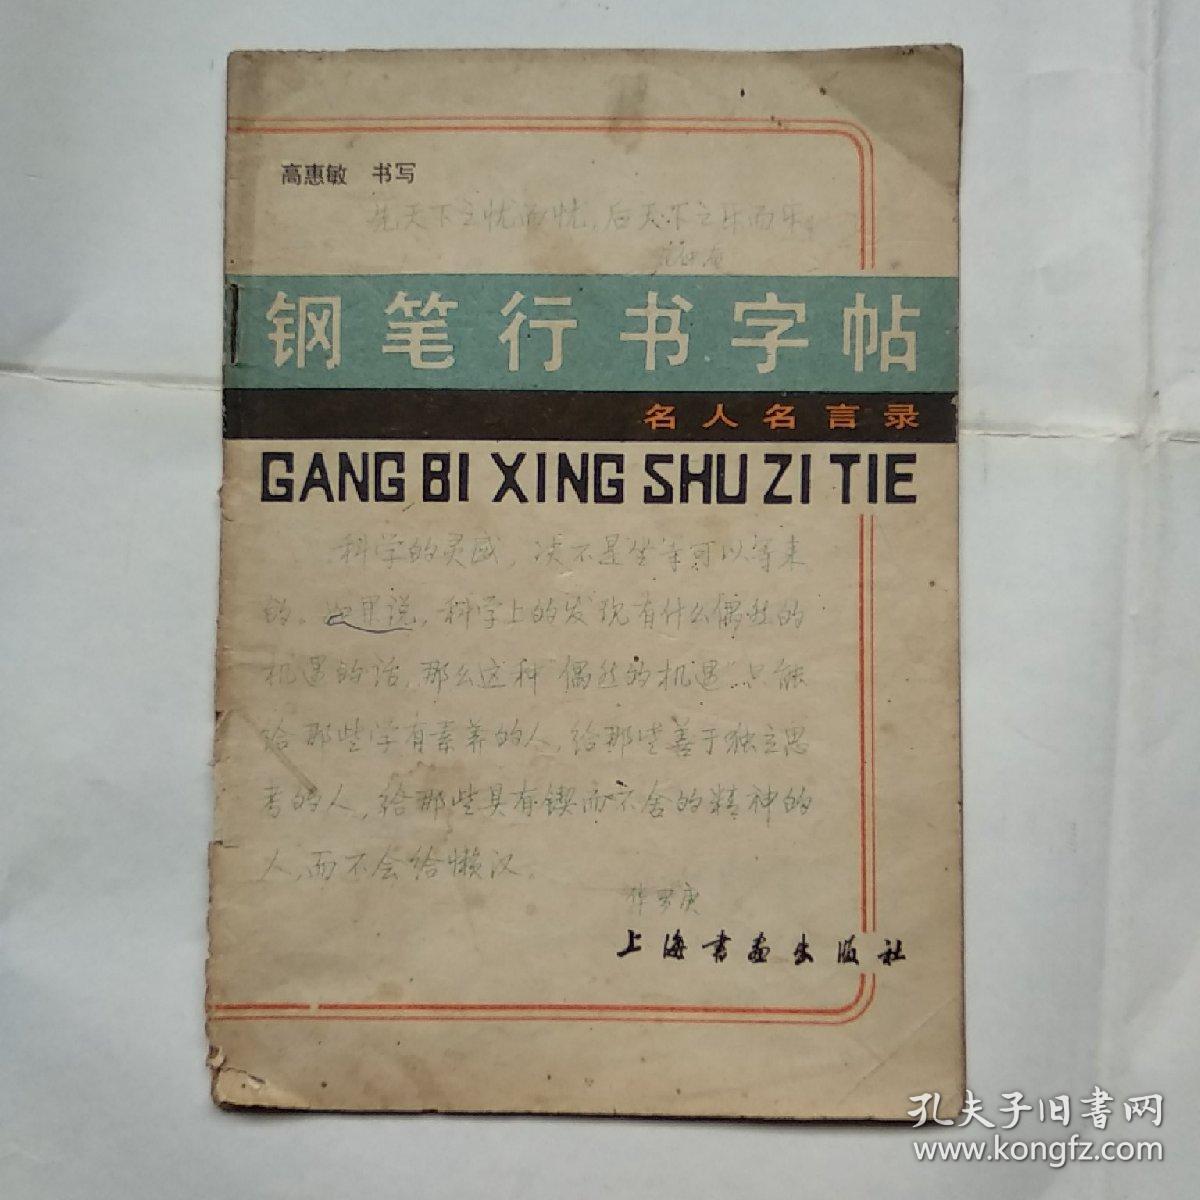 高惠敏 书写
先天下之忧而忧,后天下之乐而乐。
钢笔行书字帖
名人名言录
GANG BI XING SHU ZI TIE
科学的灵感,决不是坐等可以等来
的。如果说,科学上的发现有什么偶然的
机遇的话,那么这种“偶然的机遇”只能
给那些学有素养的人,给那些善于独立思
考的人,给那些具有锲而不舍的精神的
人,而不会给懒汉。
华罗庚
上海書畫出版社
孔夫子旧書网
www.kongfz.com